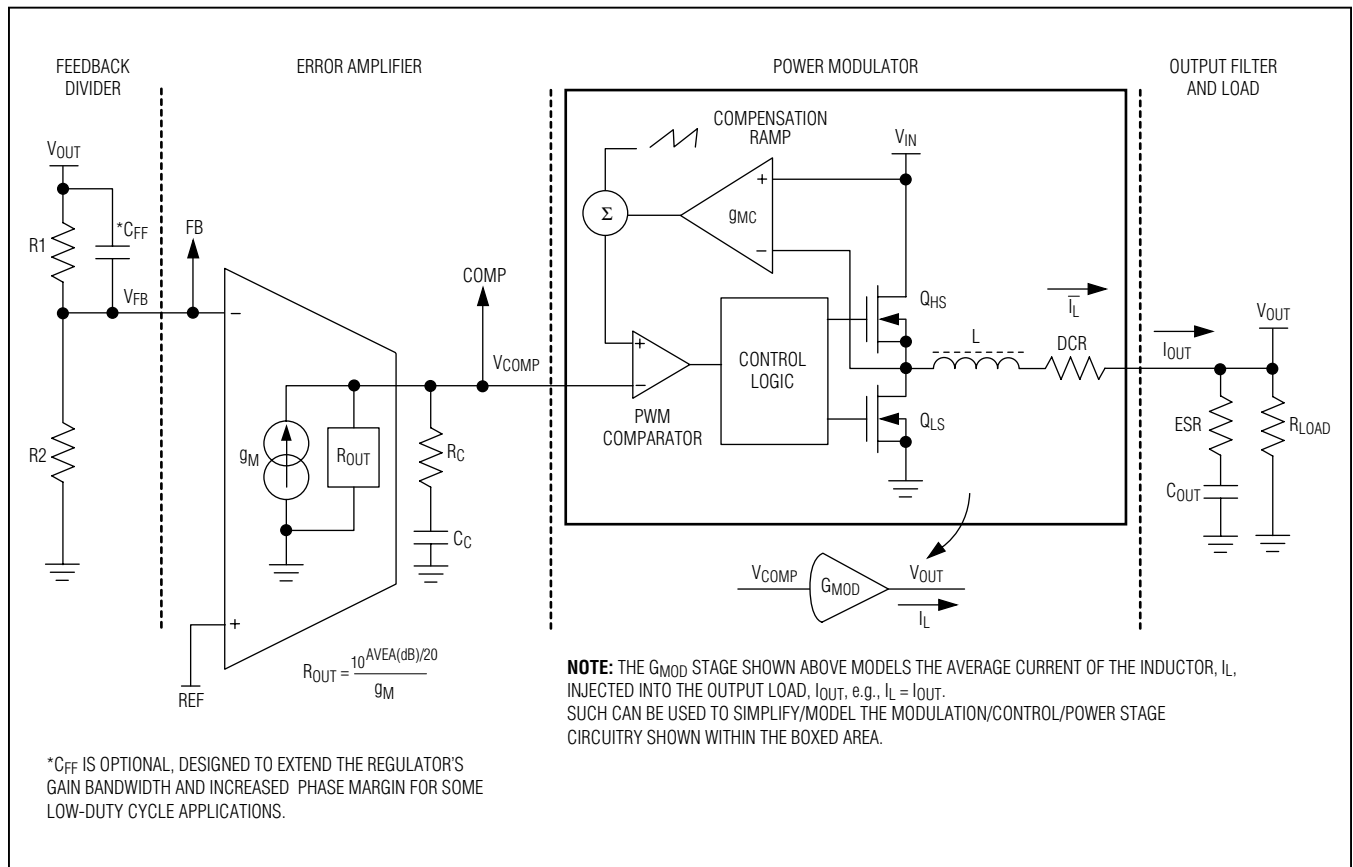 FEEDBACK
DIVIDER
ERROR AMPLIFIER
POWER MODULATOR
OUTPUT FILTER
AND LOAD
COMPENSATION
RAMP
VOUT
*CFF
R1
FB
VFB
R2
−
+
REF
gM
ROUT
ROUT = 10^AVEA(dB)/20
gM
COMP
VCOMP
RC
CC
Σ
gMC
+
−
VIN
+
−
PWM
COMPARATOR
CONTROL
LOGIC
QHS
QLS
L
IL
DCR
IOUT
VOUT
ESR
COUT
RLOAD
VCOMP
GMOD
VOUT
IL
NOTE: THE GMOD STAGE SHOWN ABOVE MODELS THE AVERAGE CURRENT OF THE INDUCTOR, IL,
INJECTED INTO THE OUTPUT LOAD, IOUT, e.g., IL = IOUT.
SUCH CAN BE USED TO SIMPLIFY/MODEL THE MODULATION/CONTROL/POWER STAGE
CIRCUITRY SHOWN WITHIN THE BOXED AREA.
*CFF IS OPTIONAL, DESIGNED TO EXTEND THE REGULATOR'S
GAIN BANDWIDTH AND INCREASED PHASE MARGIN FOR SOME
LOW-DUTY CYCLE APPLICATIONS.